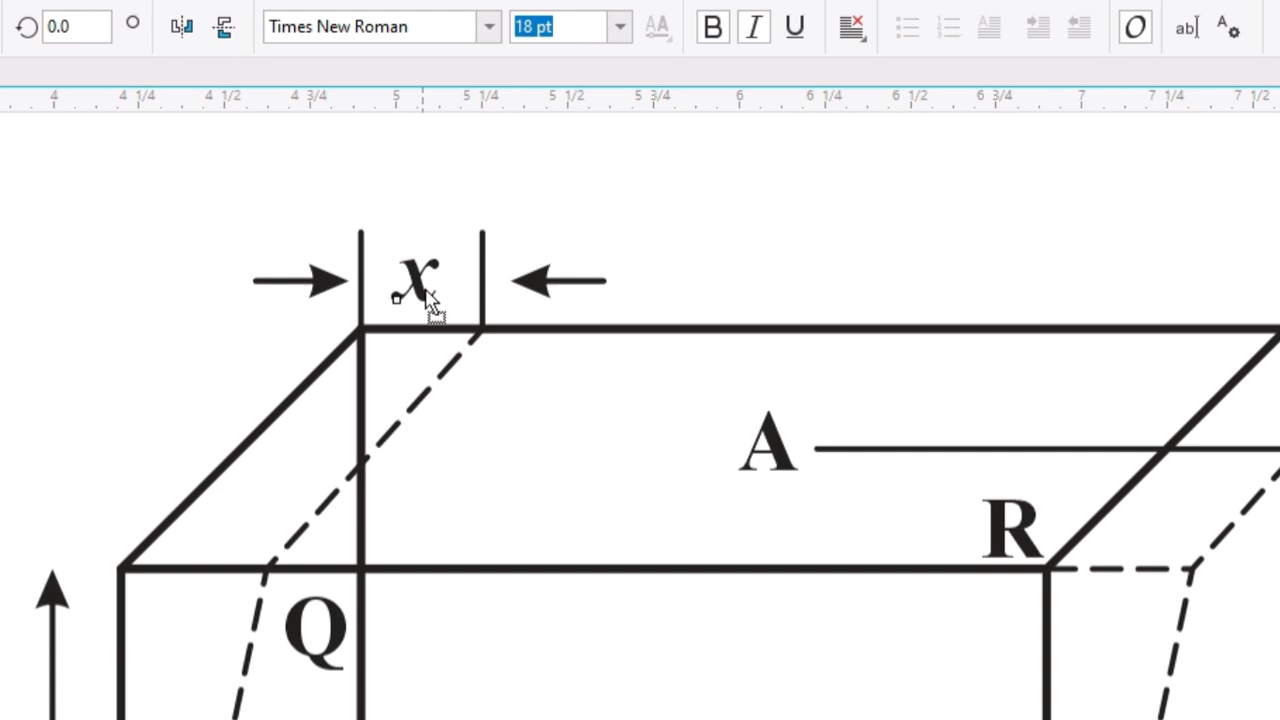 0.0 Times New Roman 18 pt AA B I U O ab A
4 4 1/4 4 1/2 4 3/4 5 5 1/4 5 1/2 5 3/4 6 6 1/4 6 1/2 6 3/4 7 7 1/4 7 1/2
x
A
R
Q